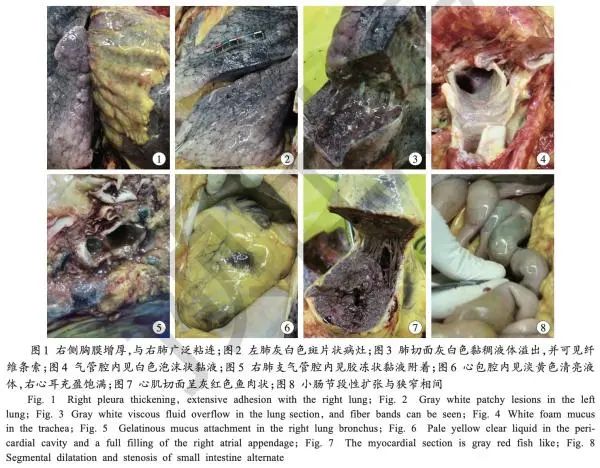 1
2
3
4
5
6
7
8
图1 右侧胸膜增厚,与右肺广泛粘连;图2 左肺灰白色斑片状病灶;图3 肺切面灰白色黏稠液体溢出,并可见纤
维条索;图4 气管腔内见白色泡沫状黏液;图5 右肺支气管腔内见胶冻状黏液附着;图6 心包腔内见淡黄色清亮液
体,右心耳充盈饱满;图7 心肌切面呈灰红色鱼肉状;图8 小肠节段性扩张与狭窄相间
Fig. 1 Right pleura thickening, extensive adhesion with the right lung; Fig. 2 Gray white patchy lesions in the left
lung; Fig. 3 Gray white viscous fluid overflow in the lung section, and fiber bands can be seen; Fig. 4 White foam mucus
in the trachea; Fig. 5 Gelatinous mucus attachment in the right lung bronchus; Fig. 6 Pale yellow clear liquid in the peri-
cardial cavity and a full filling of the right atrial appendage; Fig. 7 The myocardial section is gray red fish like; Fig. 8
Segmental dilatation and stenosis of small intestine alternate